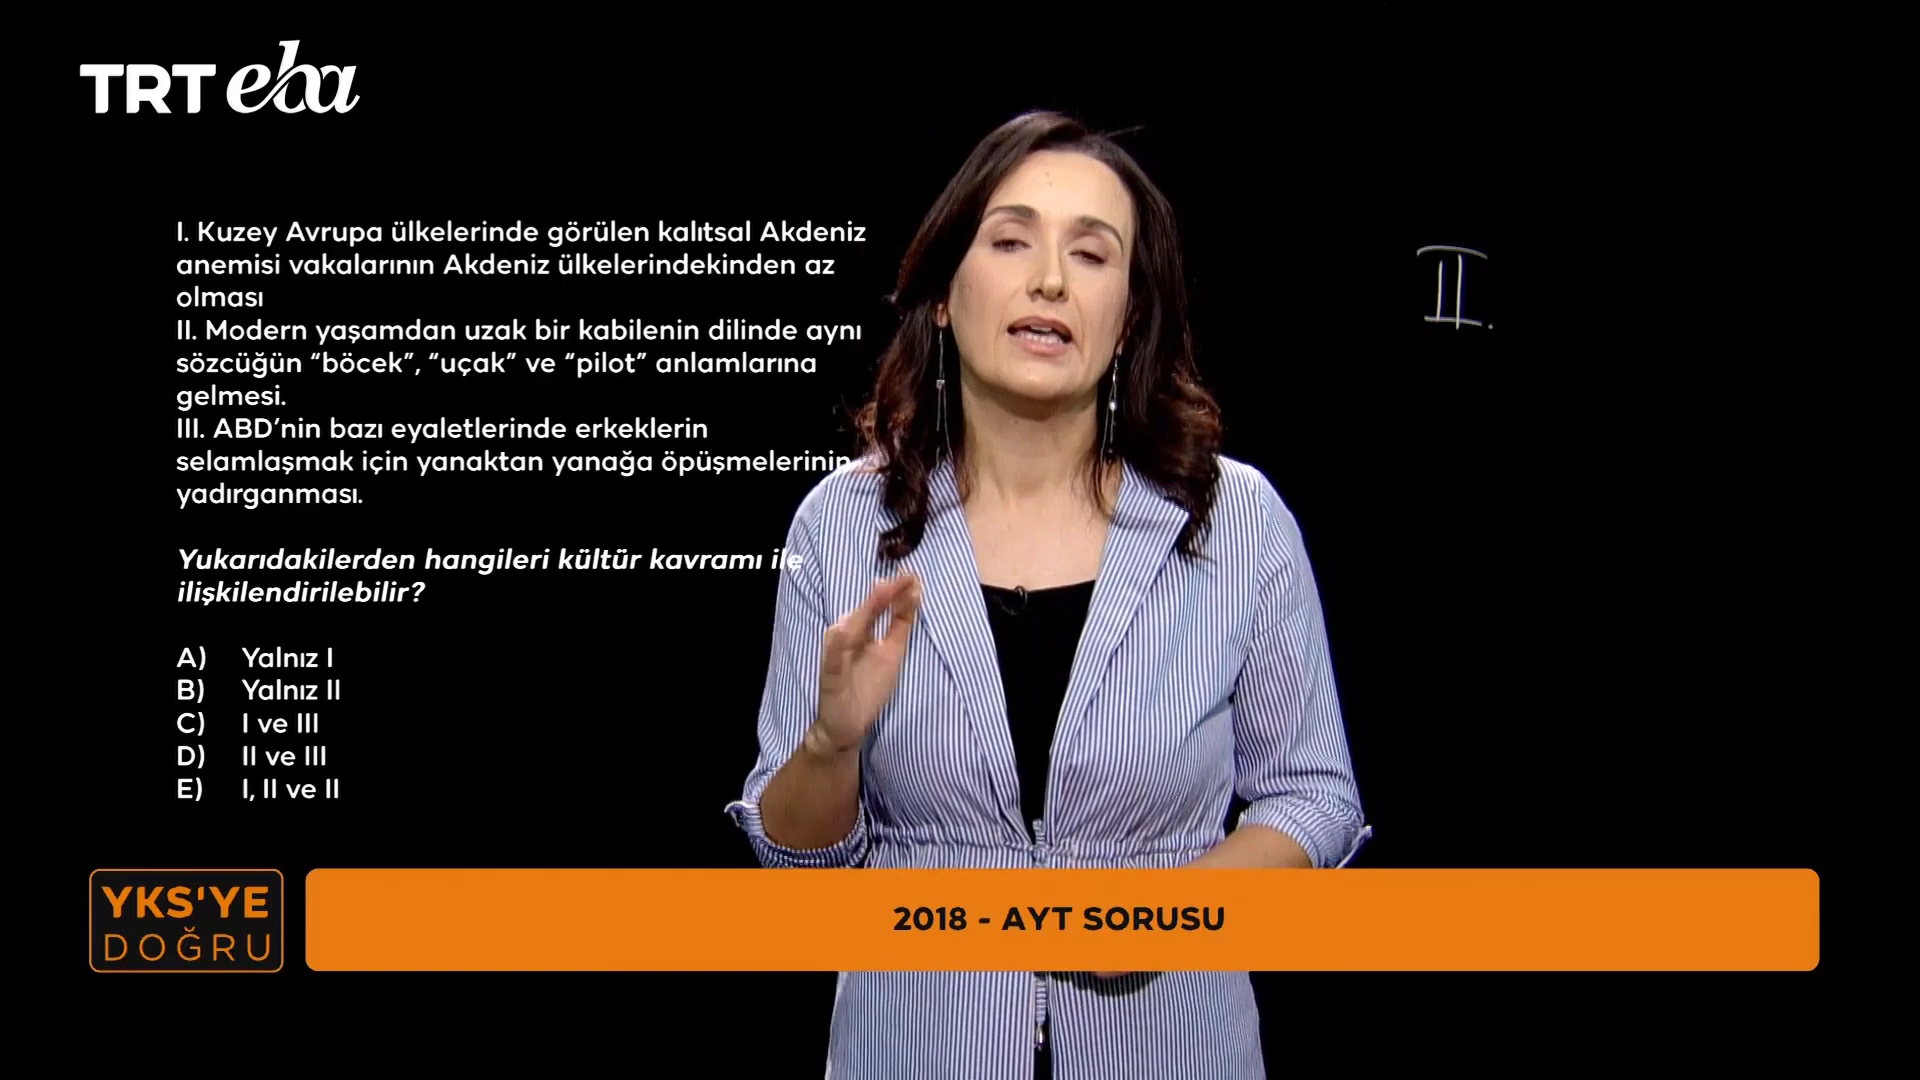 TRT eba
I. Kuzey Avrupa ülkelerinde görülen kalıtsal Akdeniz
anemisi vakalarının Akdeniz ülkelerindekinden az
olması
II. Modern yaşamdan uzak bir kabilenin dilinde aynı
sözcüğün “böcek”, “uçak” ve “pilot” anlamlarına
gelmesi.
III. ABD’nin bazı eyaletlerinde erkeklerin
selamlaşmak için yanaktan yanağa öpüşmelerinin
yadırganması.
Yukarıdakilerden hangileri kültür kavramı ile
ilişkilendirilebilir?
A) Yalnız I
B) Yalnız II
C) I ve III
D) II ve III
E) I, II ve II
II.
YKS'YE
DOĞRU
2018 - AYT SORUSU